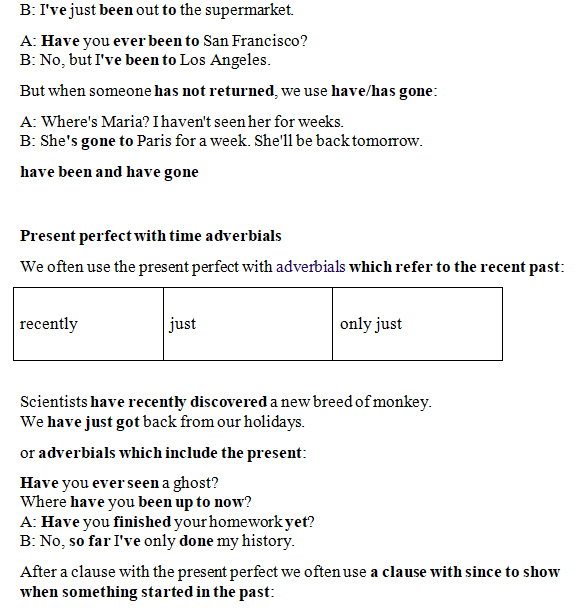 B: I've just been out to the supermarket.
A: Have you ever been to San Francisco?
B: No, but I've been to Los Angeles.
But when someone has not returned, we use have/has gone:
A: Where's Maria? I haven't seen her for weeks.
B: She's gone to Paris for a week. She'll be back tomorrow.
have been and have gone
Present perfect with time adverbials
We often use the present perfect with adverbials which refer to the recent past:
recently just only just
Scientists have recently discovered a new breed of monkey.
We have just got back from our holidays.
or adverbials which include the present:
Have you ever seen a ghost?
Where have you been up to now?
A: Have you finished your homework yet?
B: No, so far I've only done my history.
After a clause with the present perfect we often use a clause with since to show
when something started in the past: